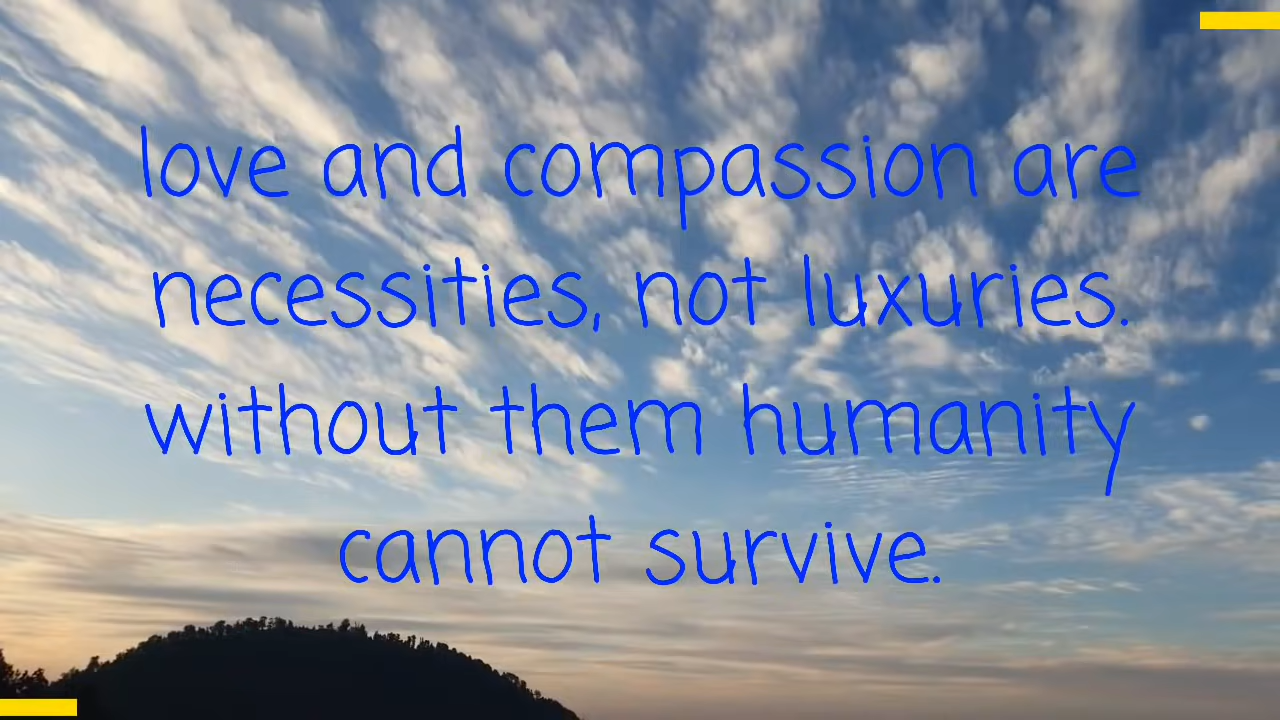 love and compassion are
necessities, not luxuries.
without them humanity
cannot survive.